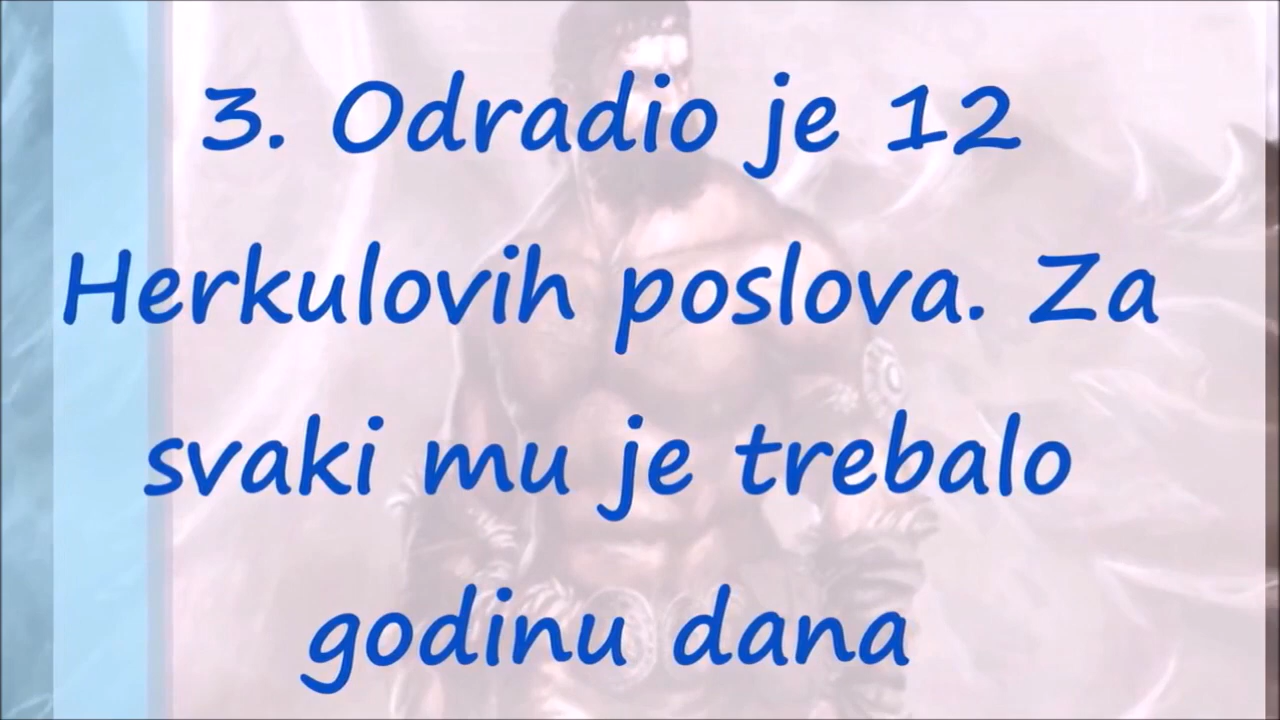 3. Odradio je 12
Herkulovih poslova. Za
svaki mu je trebalo
godinu dana